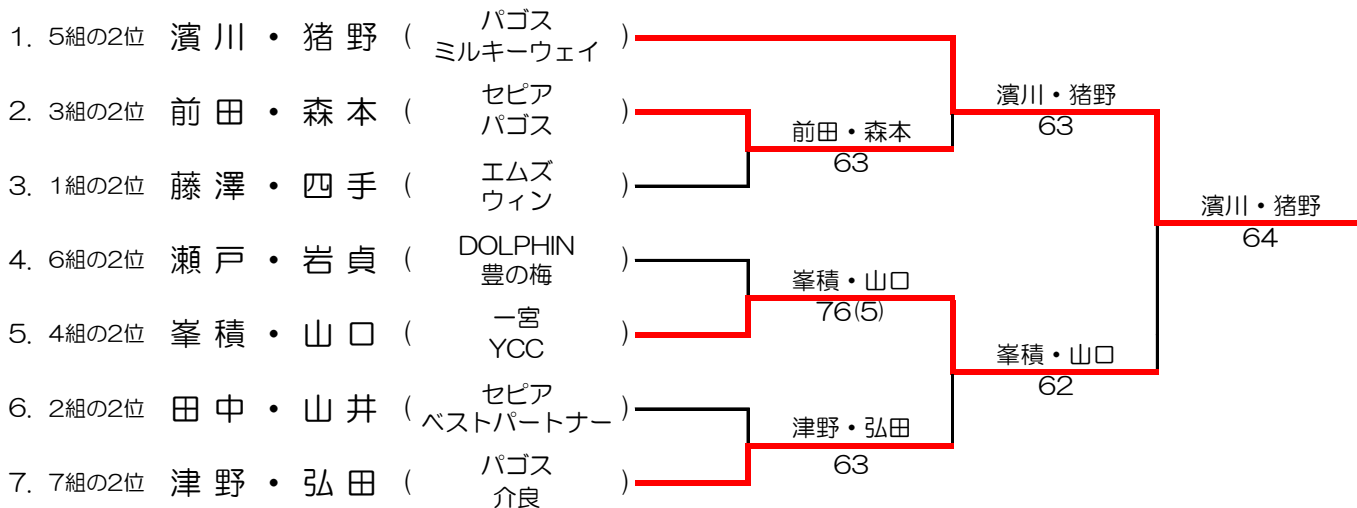 1. 5組の2位 濱川・猪野 ( パゴス
ミルキーウェイ )
2. 3組の2位 前田・森本 ( セピア
パゴス )
3. 1組の2位 藤澤・四手 ( エムズ
ウィン )
4. 6組の2位 瀬戸・岩貞 ( DOLPHIN
豊の梅 )
5. 4組の2位 峯積・山口 ( 一宮
YCC )
6. 2組の2位 田中・山井 ( セピア
ベストパートナー )
7. 7組の2位 津野・弘田 ( パゴス
介良 )
前田・森本
63
峯積・山口
76(5)
津野・弘田
63
濱川・猪野
63
峯積・山口
62
濱川・猪野
64